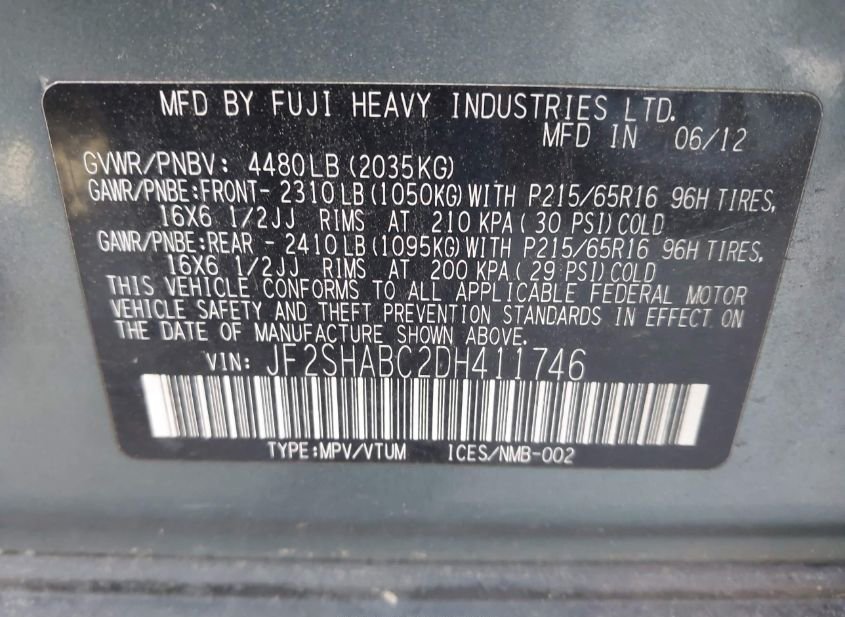 MFD BY FUJI HEAVY INDUSTRIES LTD.
MFD IN 06/12
GVWR/PNBV: 4480LB(2035KG)
GAWR/PNBE:FRONT- 2310LB(1050KG)WITH P215/65R16 96H TIRES,
16X6 1/2JJ RIMS AT 210 KPA(30 PSI)COLD
GAWR/PNBE:REAR - 2410LB(1095KG)WITH P215/65R16 96H TIRES,
16X6 1/2JJ RIMS AT 200 KPA(29 PSI)COLD
THIS VEHICLE CONFORMS TO ALL APPLICABLE FEDERAL MOTOR
VEHICLE SAFETY AND THEFT PREVENTION STANDARDS IN EFFECT ON
THE DATE OF MANUFACTURE SHOWN ABOVE.
VIN: JF2SHABC2DH411746
TYPE:MPV/VTUM ICES/NMB-002